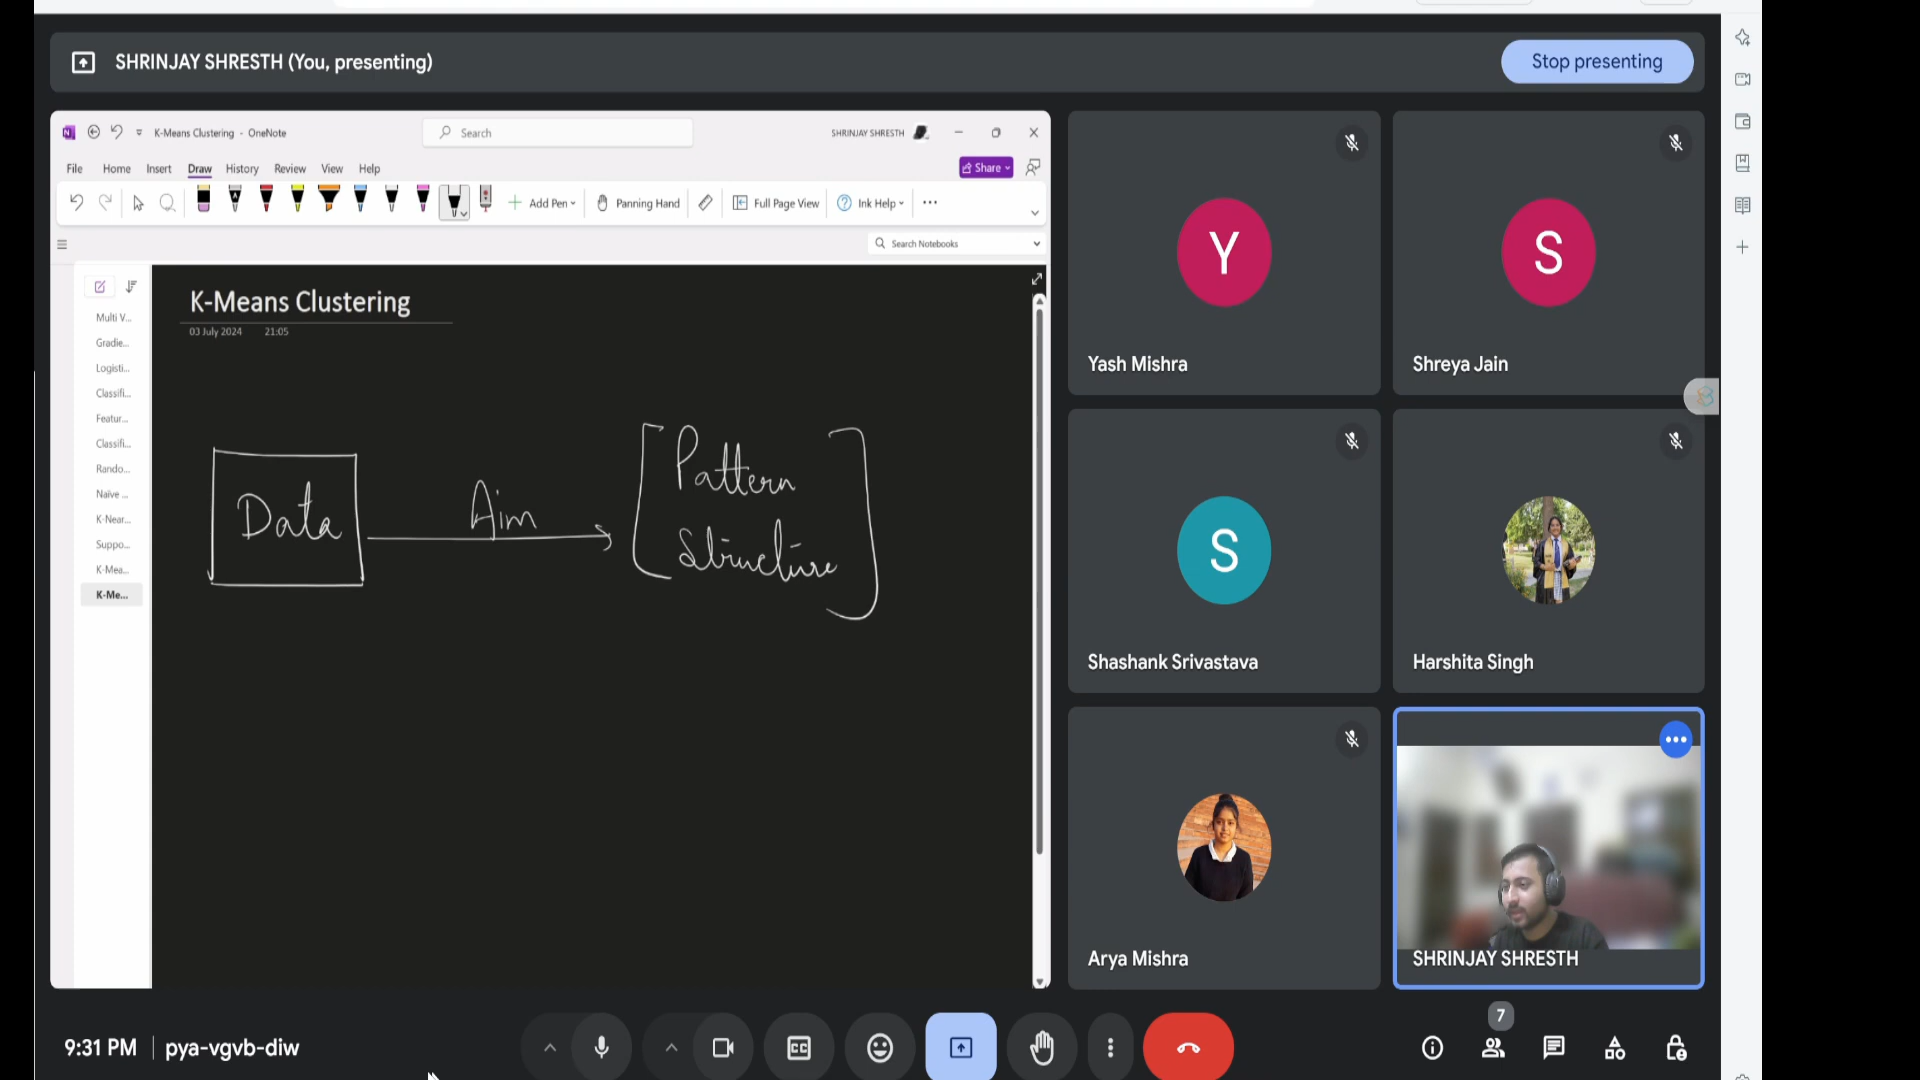 SHRINJAY SHRESTH (You, presenting)
Stop presenting
K-Means Clustering - OneNote
Search
SHRINJAY SHRESTH
File Home Insert Draw History Review View Help
Share
Add Pen
Panning Hand
Full Page View
Ink Help
Search Notebooks
Multi V...
Gradie...
Logisti...
Classifi...
Featur...
Classifi...
Rando...
Naive ...
K-Near...
Suppo...
K-Mea...
K-Me...
K-Means Clustering
03 July 2024 21:05
Data
Aim
Pattern
Structure
Y
Yash Mishra
S
Shreya Jain
S
Shashank Srivastava
Harshita Singh
Arya Mishra
SHRINJAY SHRESTH
9:31 PM | pya-vgvb-diw
CC
7